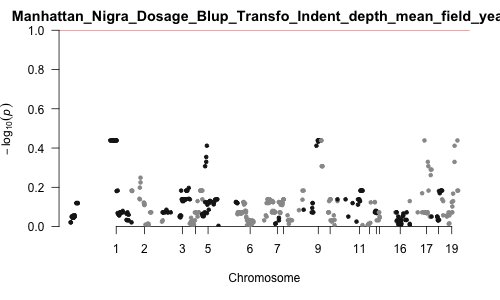 Manhattan_Nigra_Dosage_Blup_Transfo_Indent_depth_mean_field_yea
− log10(p)
1.0
0.8
0.6
0.4
0.2
0.0
1 2 3 5 6 7 9 11 16 17 19
Chromosome